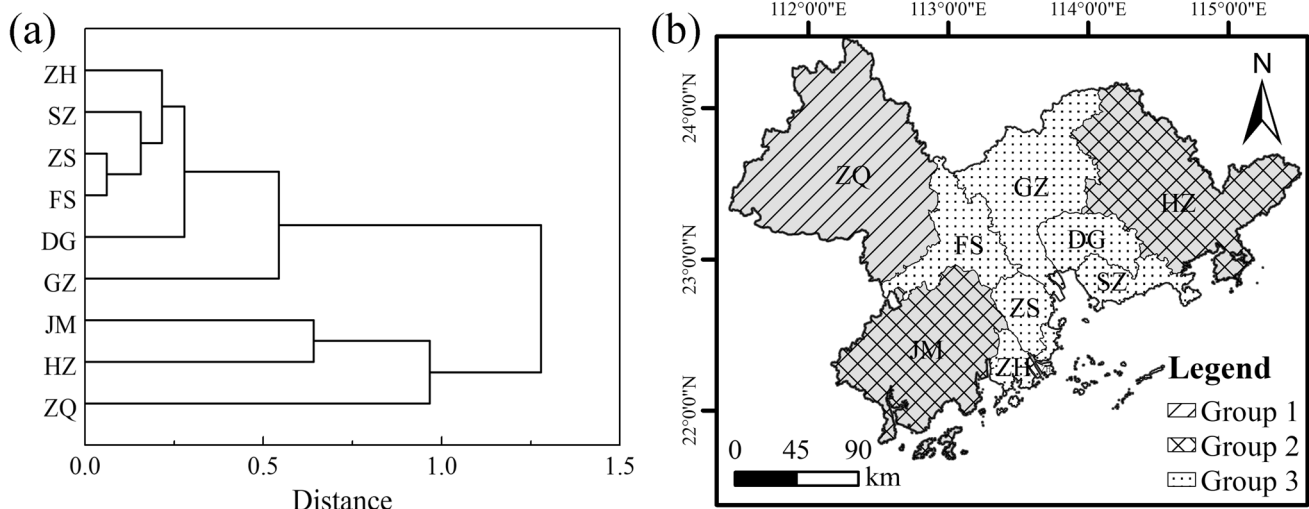 (a)
ZH
SZ
ZS
FS
DG
GZ
JM
HZ
ZQ
0.0 0.5 1.0 1.5
Distance
(b)
112°0'0"E 113°0'0"E 114°0'0"E 115°0'0"E
24°0'0"N
23°0'0"N
22°0'0"N
N
ZQ
GZ
HZ
FS
DG
SZ
ZS
JM
ZH
Legend
Group 1
Group 2
Group 3
0 45 90
km